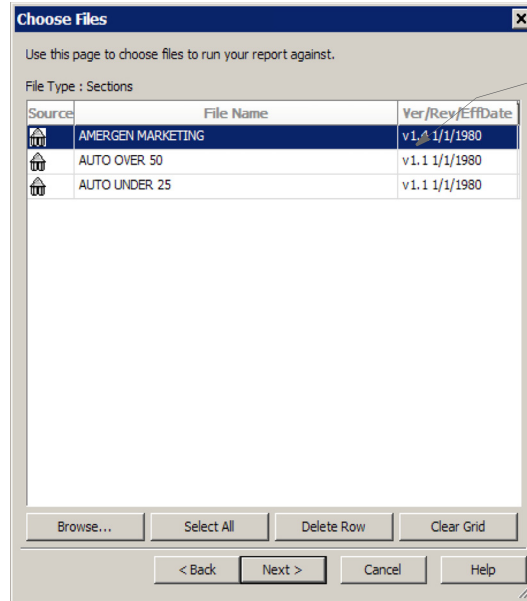 Choose Files
Use this page to choose files to run your report against.
File Type : Sections
Source File Name Ver/Rev/EffDate
AMERGEN MARKETING v1.1 1/1/1980
AUTO OVER 50 v1.1 1/1/1980
AUTO UNDER 25 v1.1 1/1/1980
Browse... Select All Delete Row Clear Grid
< Back Next > Cancel Help